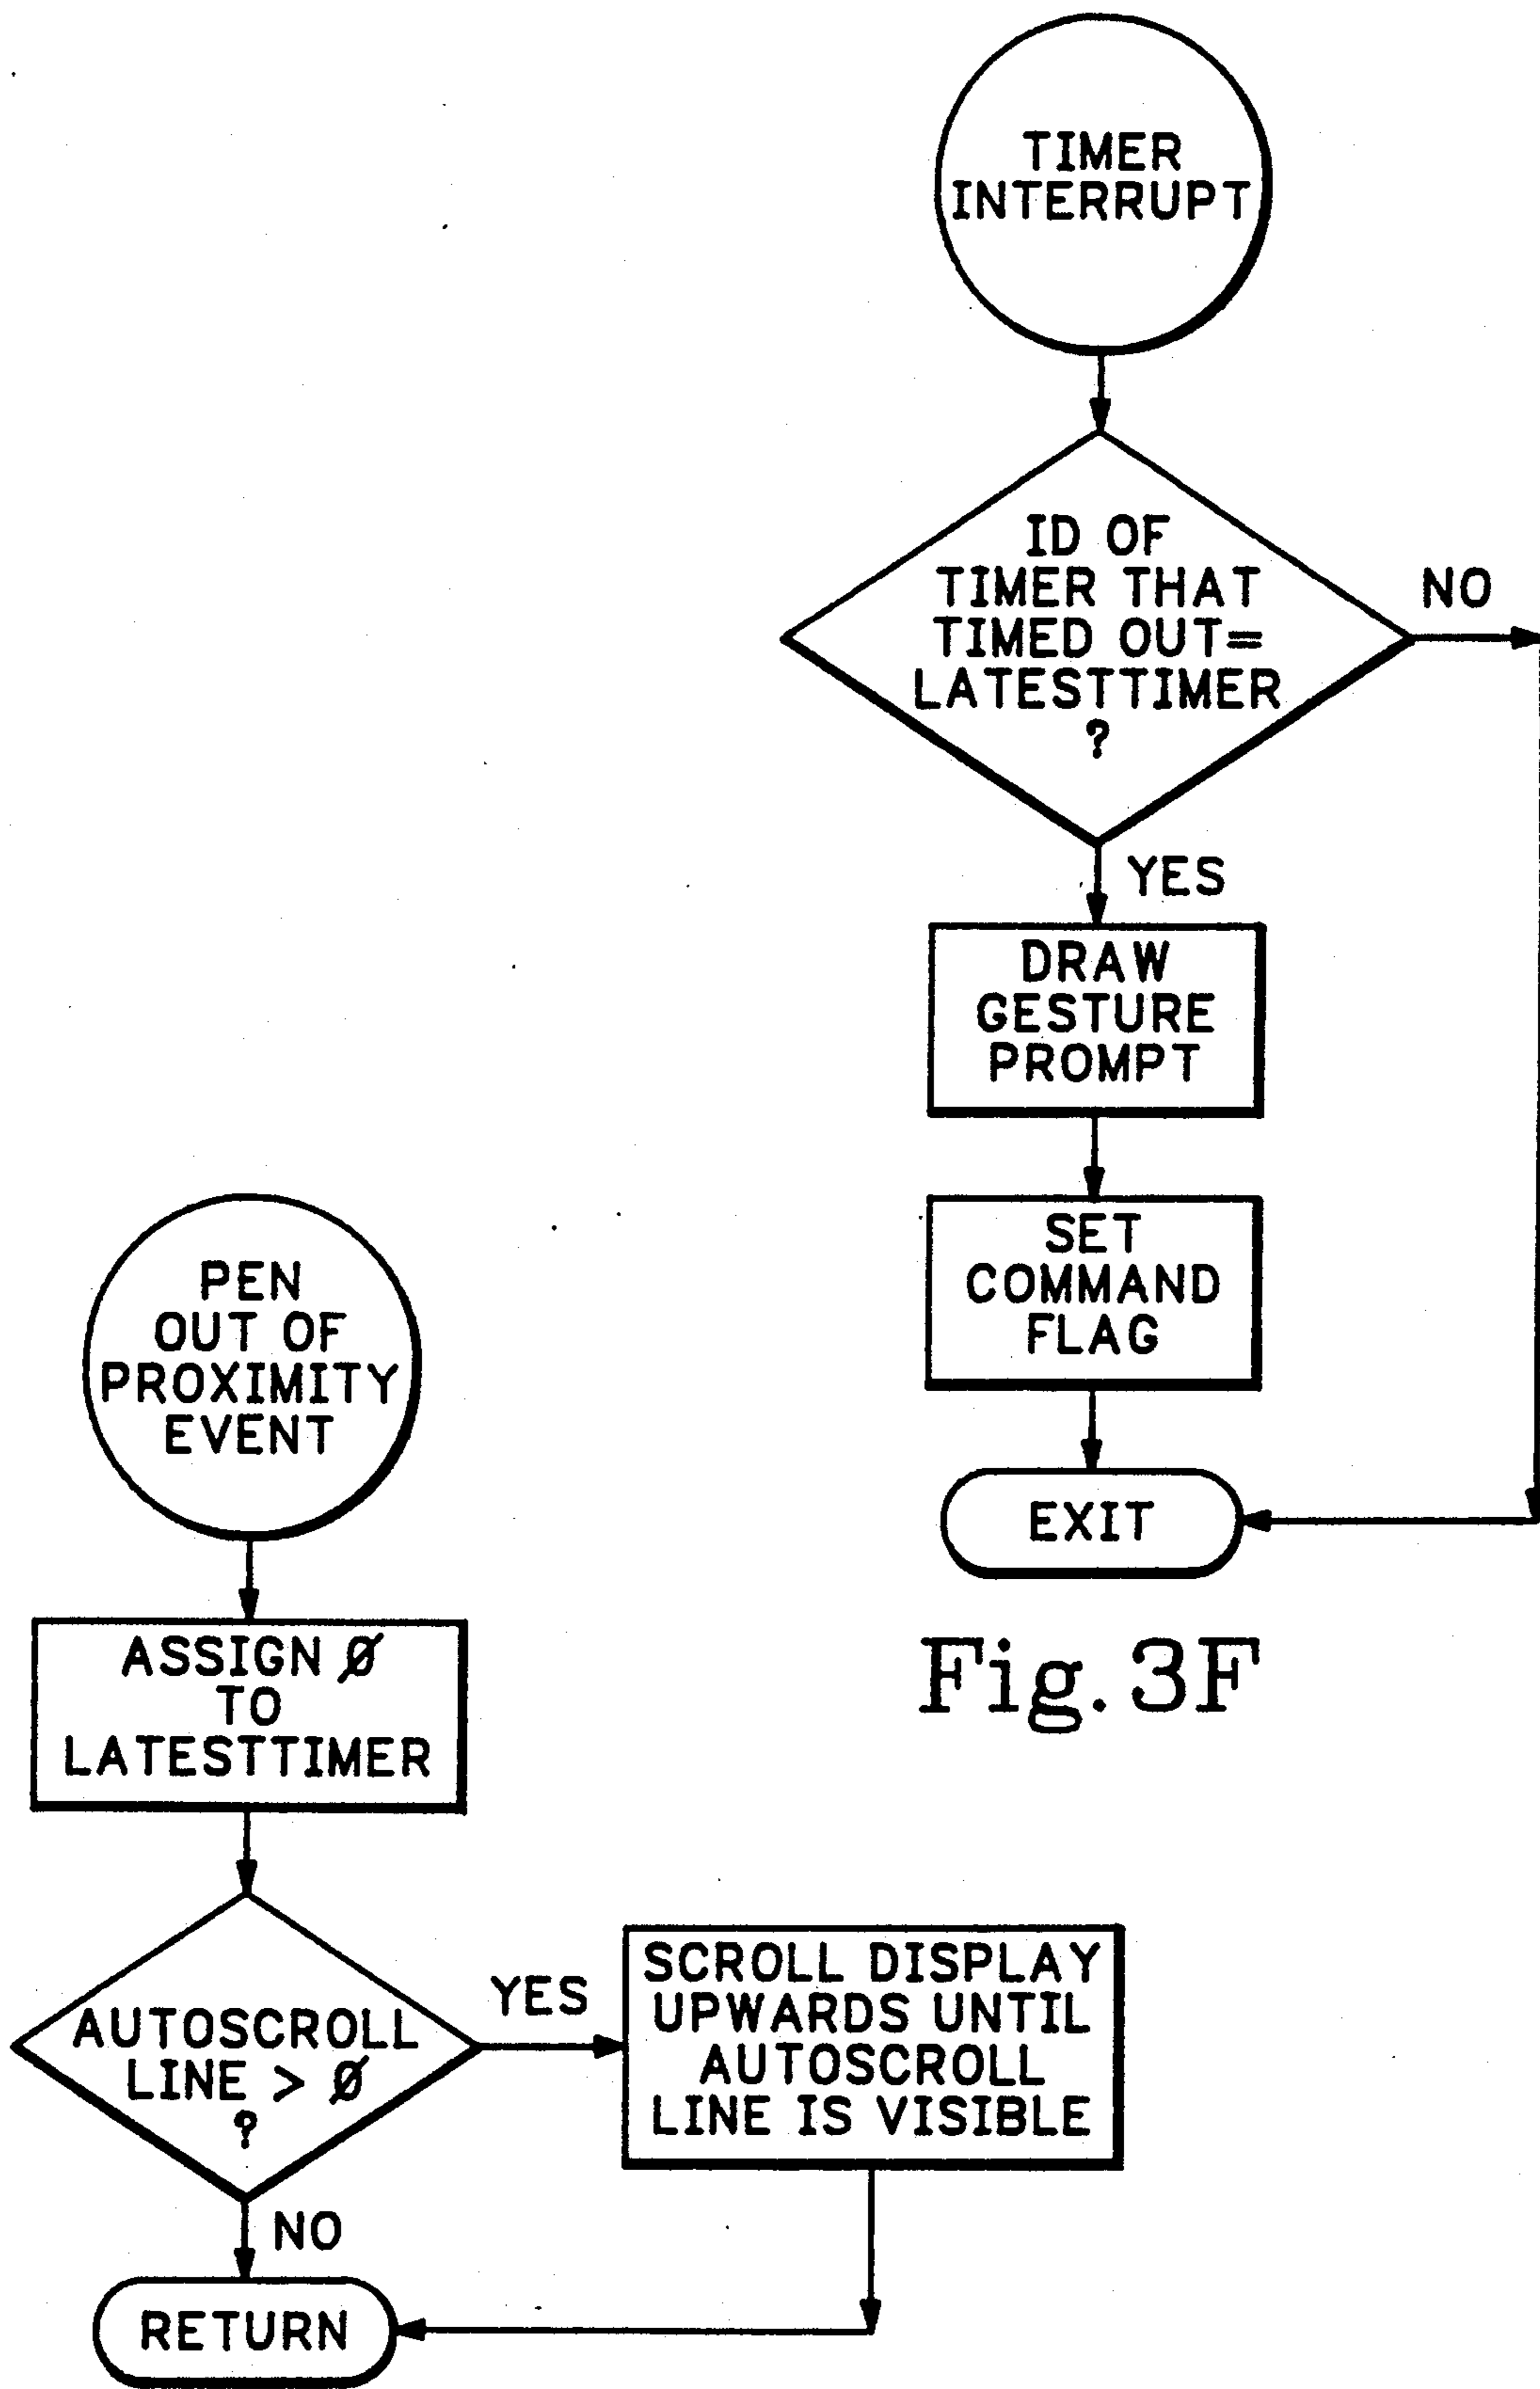 TIMER
INTERRUPT
ID OF
TIMER THAT
TIMED OUT=
LATESTTIMER
?
NO
YES
DRAW
GESTURE
PROMPT
SET
COMMAND
FLAG
EXIT
Fig. 3F
PEN
OUT OF
PROXIMITY
EVENT
ASSIGN Ø
TO
LATESTTIMER
AUTOSCROLL
LINE > Ø
?
YES
SCROLL DISPLAY
UPWARDS UNTIL
AUTOSCROLL
LINE IS VISIBLE
NO
RETURN